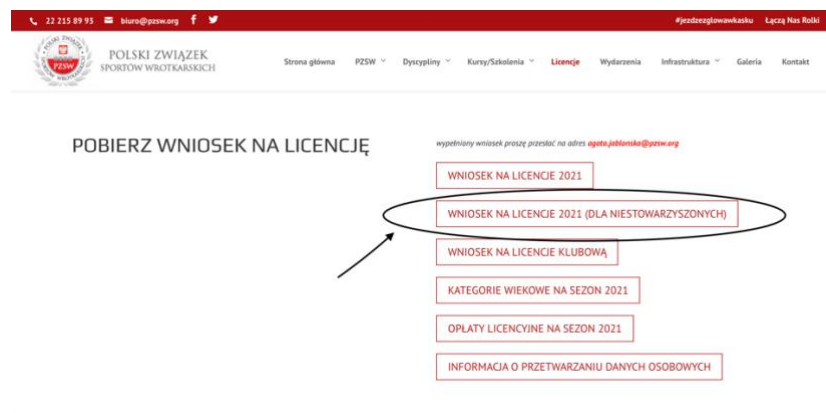 22 215 89 93 biuro@pzsw.org
#jezdzezglowawkasku Łączą Nas Rolki
PZSW
POLSKI ZWIĄZEK
SPORTÓW WROTKARSKICH
Strona główna PZSW Dyscypliny Kursy/Szkolenia Licencje Wydarzenia Infrastruktura Galeria Kontakt
POBIERZ WNIOSEK NA LICENCJĘ
wypełniony wniosek proszę przesłać na adres agata.jablonska@pzsw.org
WNIOSEK NA LICENCJE 2021
WNIOSEK NA LICENCJE 2021 (DLA NIESTOWARZYSZONYCH)
WNIOSEK NA LICENCJE KLUBOWĄ
KATEGORIE WIEKOWE NA SEZON 2021
OPŁATY LICENCYJNE NA SEZON 2021
INFORMACJA O PRZETWARZANIU DANYCH OSOBOWYCH